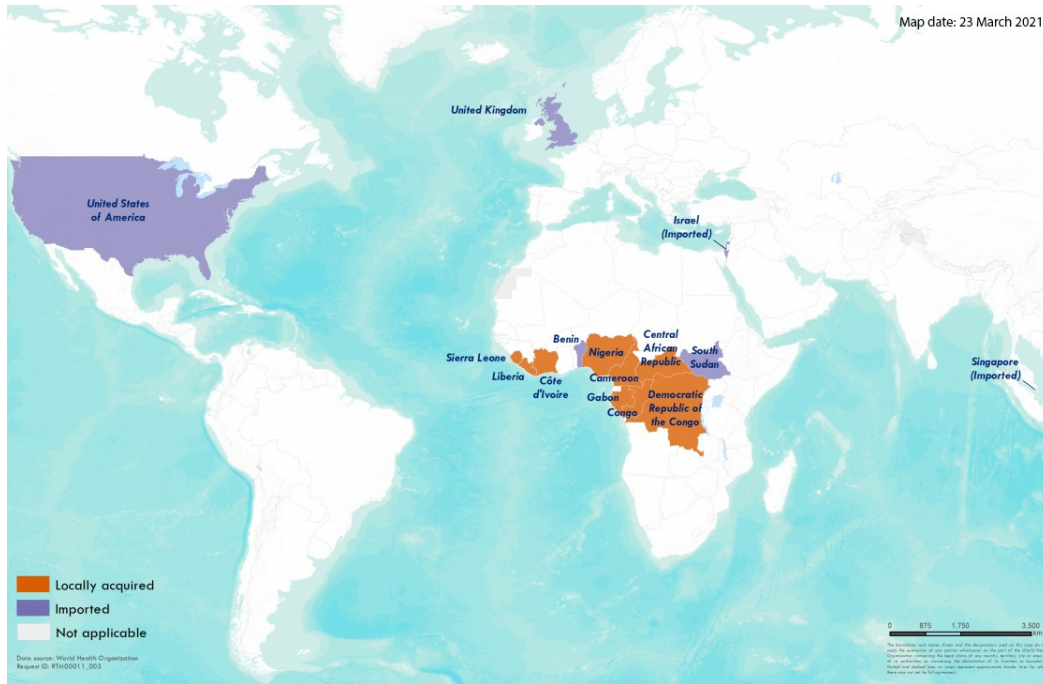 Map date: 23 March 2021
United Kingdom
United States
of America
Israel
(Imported)
Benin
Nigeria
Central
African
Republic
South
Sudan
Sierra Leone
Liberia
Côte
d'Ivoire
Cameroon
Gabon
Congo
Democratic
Republic of
the Congo
Singapore
(Imported)
Locally acquired
Imported
Not applicable
0 875 1,750 3,500
km
Data source: World Health Organization
Request ID: RITM00011_003